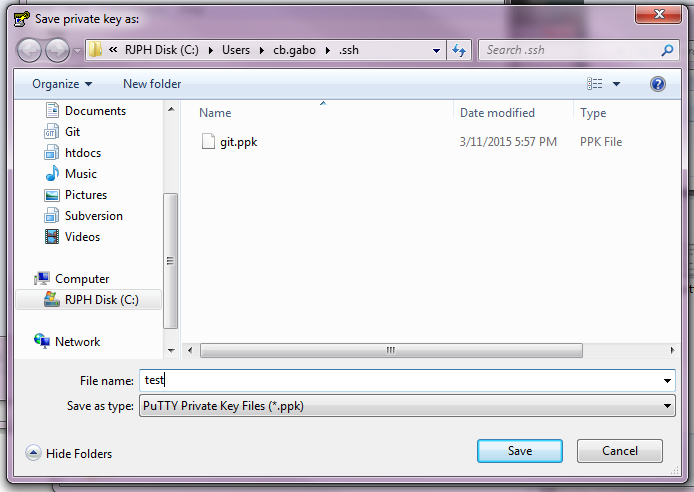 Save private key as:
« RJPH Disk (C:) Users cb.gabo .ssh Search .ssh
Organize New folder
Documents
Git
htdocs
Music
Pictures
Subversion
Videos
Computer
RJPH Disk (C:)
Network
Name Date modified Type
git.ppk 3/11/2015 5:57 PM PPK File
File name: test
Save as type: PuTTY Private Key Files (*.ppk)
Hide Folders Save Cancel